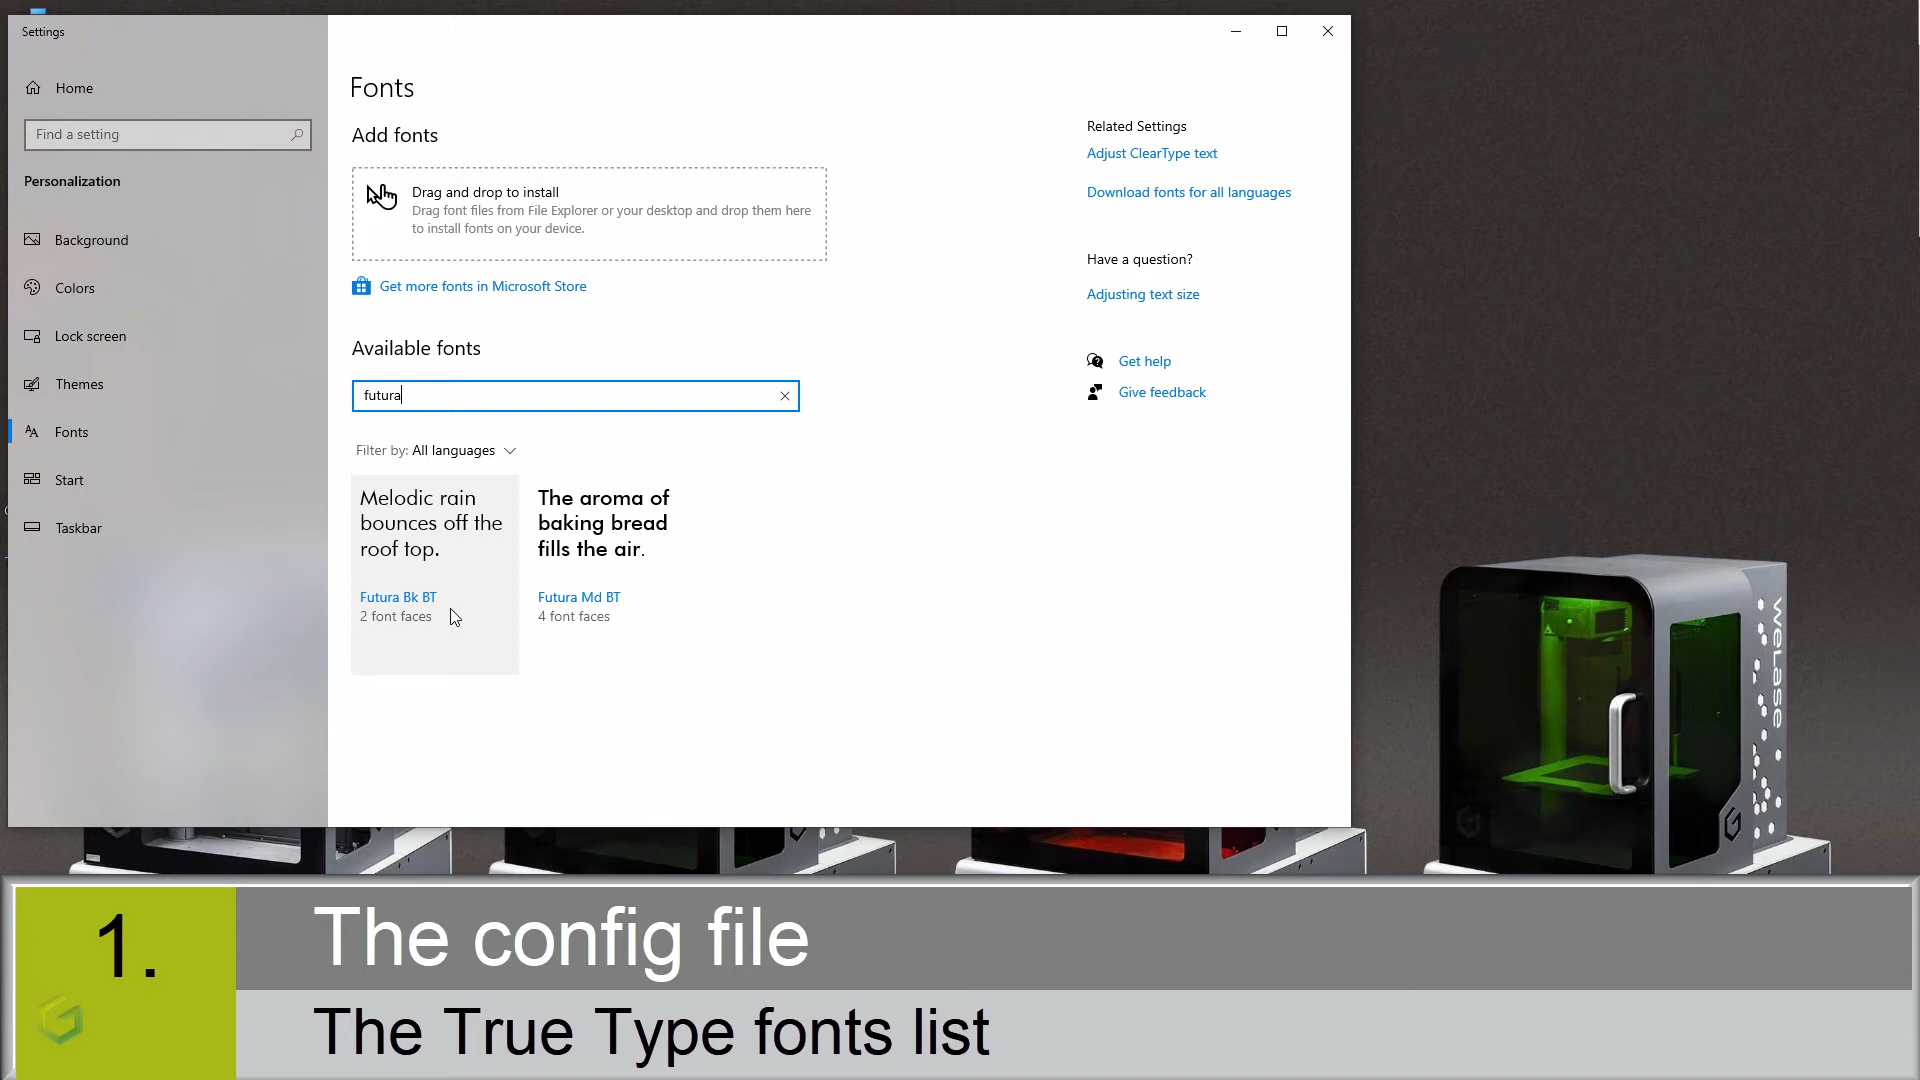 Settings
Home
Find a setting
Personalization
Background
Colors
Lock screen
Themes
Fonts
Start
Taskbar
Fonts
Add fonts
Drag and drop to install
Drag font files from File Explorer or your desktop and drop them here
to install fonts on your device.
Get more fonts in Microsoft Store
Available fonts
futura
Filter by: All languages
Melodic rain
bounces off the
roof top.
Futura Bk BT
2 font faces
The aroma of
baking bread
fills the air.
Futura Md BT
4 font faces
Related Settings
Adjust ClearType text
Download fonts for all languages
Have a question?
Adjusting text size
Get help
Give feedback
WeLASE
1.
The config file
The True Type fonts list